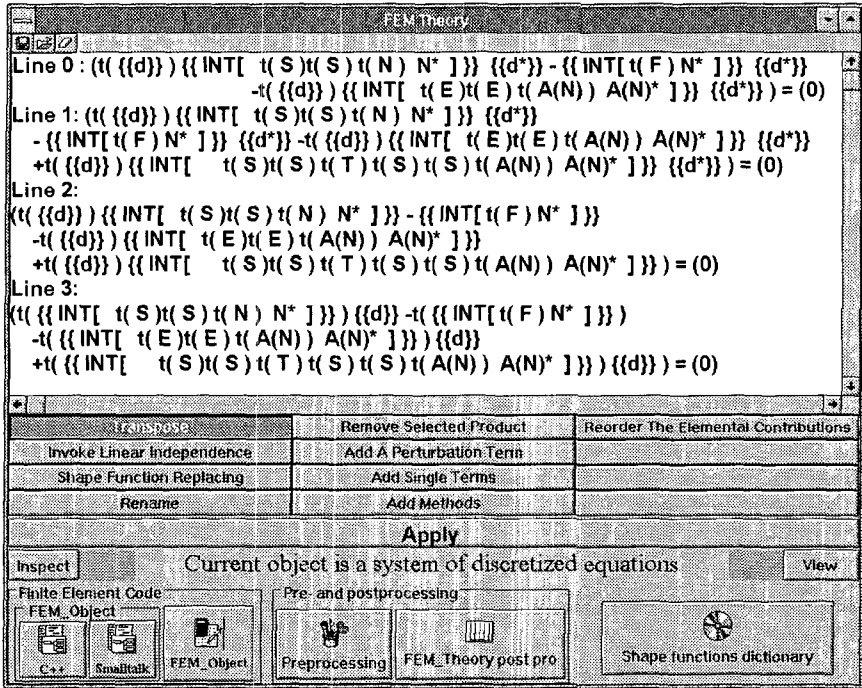 FEM Theory
Line 0 : (t( {{d}} ) {{ INT[ t( S )t( S ) t( N ) N* ] }} {{d*}} - {{ INT[ t( F ) N* ] }} {{d*}}
-t( {{d}} ) {{ INT[ t( E )t( E ) t( A(N) ) A(N)* ] }} {{d*}} ) = (0)
Line 1: (t( {{d}} ) {{ INT[ t( S )t( S ) t( N ) N* ] }} {{d*}}
- {{ INT[ t( F ) N* ] }} {{d*}} -t( {{d}} ) {{ INT[ t( E )t( E ) t( A(N) ) A(N)* ] }} {{d*}}
+t( {{d}} ) {{ INT[ t( S )t( S ) t( T ) t( S ) t( S ) t( A(N) ) A(N)* ] }} {{d*}} ) = (0)
Line 2:
(t( {{d}} ) {{ INT[ t( S )t( S ) t( N ) N* ] }} - {{ INT[ t( F ) N* ] }}
-t( {{d}} ) {{ INT[ t( E )t( E ) t( A(N) ) A(N)* ] }}
+t( {{d}} ) {{ INT[ t( S )t( S ) t( T ) t( S ) t( S ) t( A(N) ) A(N)* ] }} ) = (0)
Line 3:
(t( {{ INT[ t( S )t( S ) t( N ) N* ] }} ) {{d}} -t( {{ INT[ t( F ) N* ] }} )
-t( {{ INT[ t( E )t( E ) t( A(N) ) A(N)* ] }} ) {{d}}
+t( {{ INT[ t( S )t( S ) t( T ) t( S ) t( S ) t( A(N) ) A(N)* ] }} ) {{d}} ) = (0)
Transpose Remove Selected Product Reorder The Elemental Contributions
Invoke Linear Independence Add A Perturbation Term
Shape Function Replacing Add Single Terms
Rename Add Methods
Apply
Inspect Current object is a system of discretized equations View
Finite Element Code Pre- and postprocessing
FEM_Object
C++ Smalltalk FEM_Object Preprocessing FEM_Theory post pro Shape functions dictionary